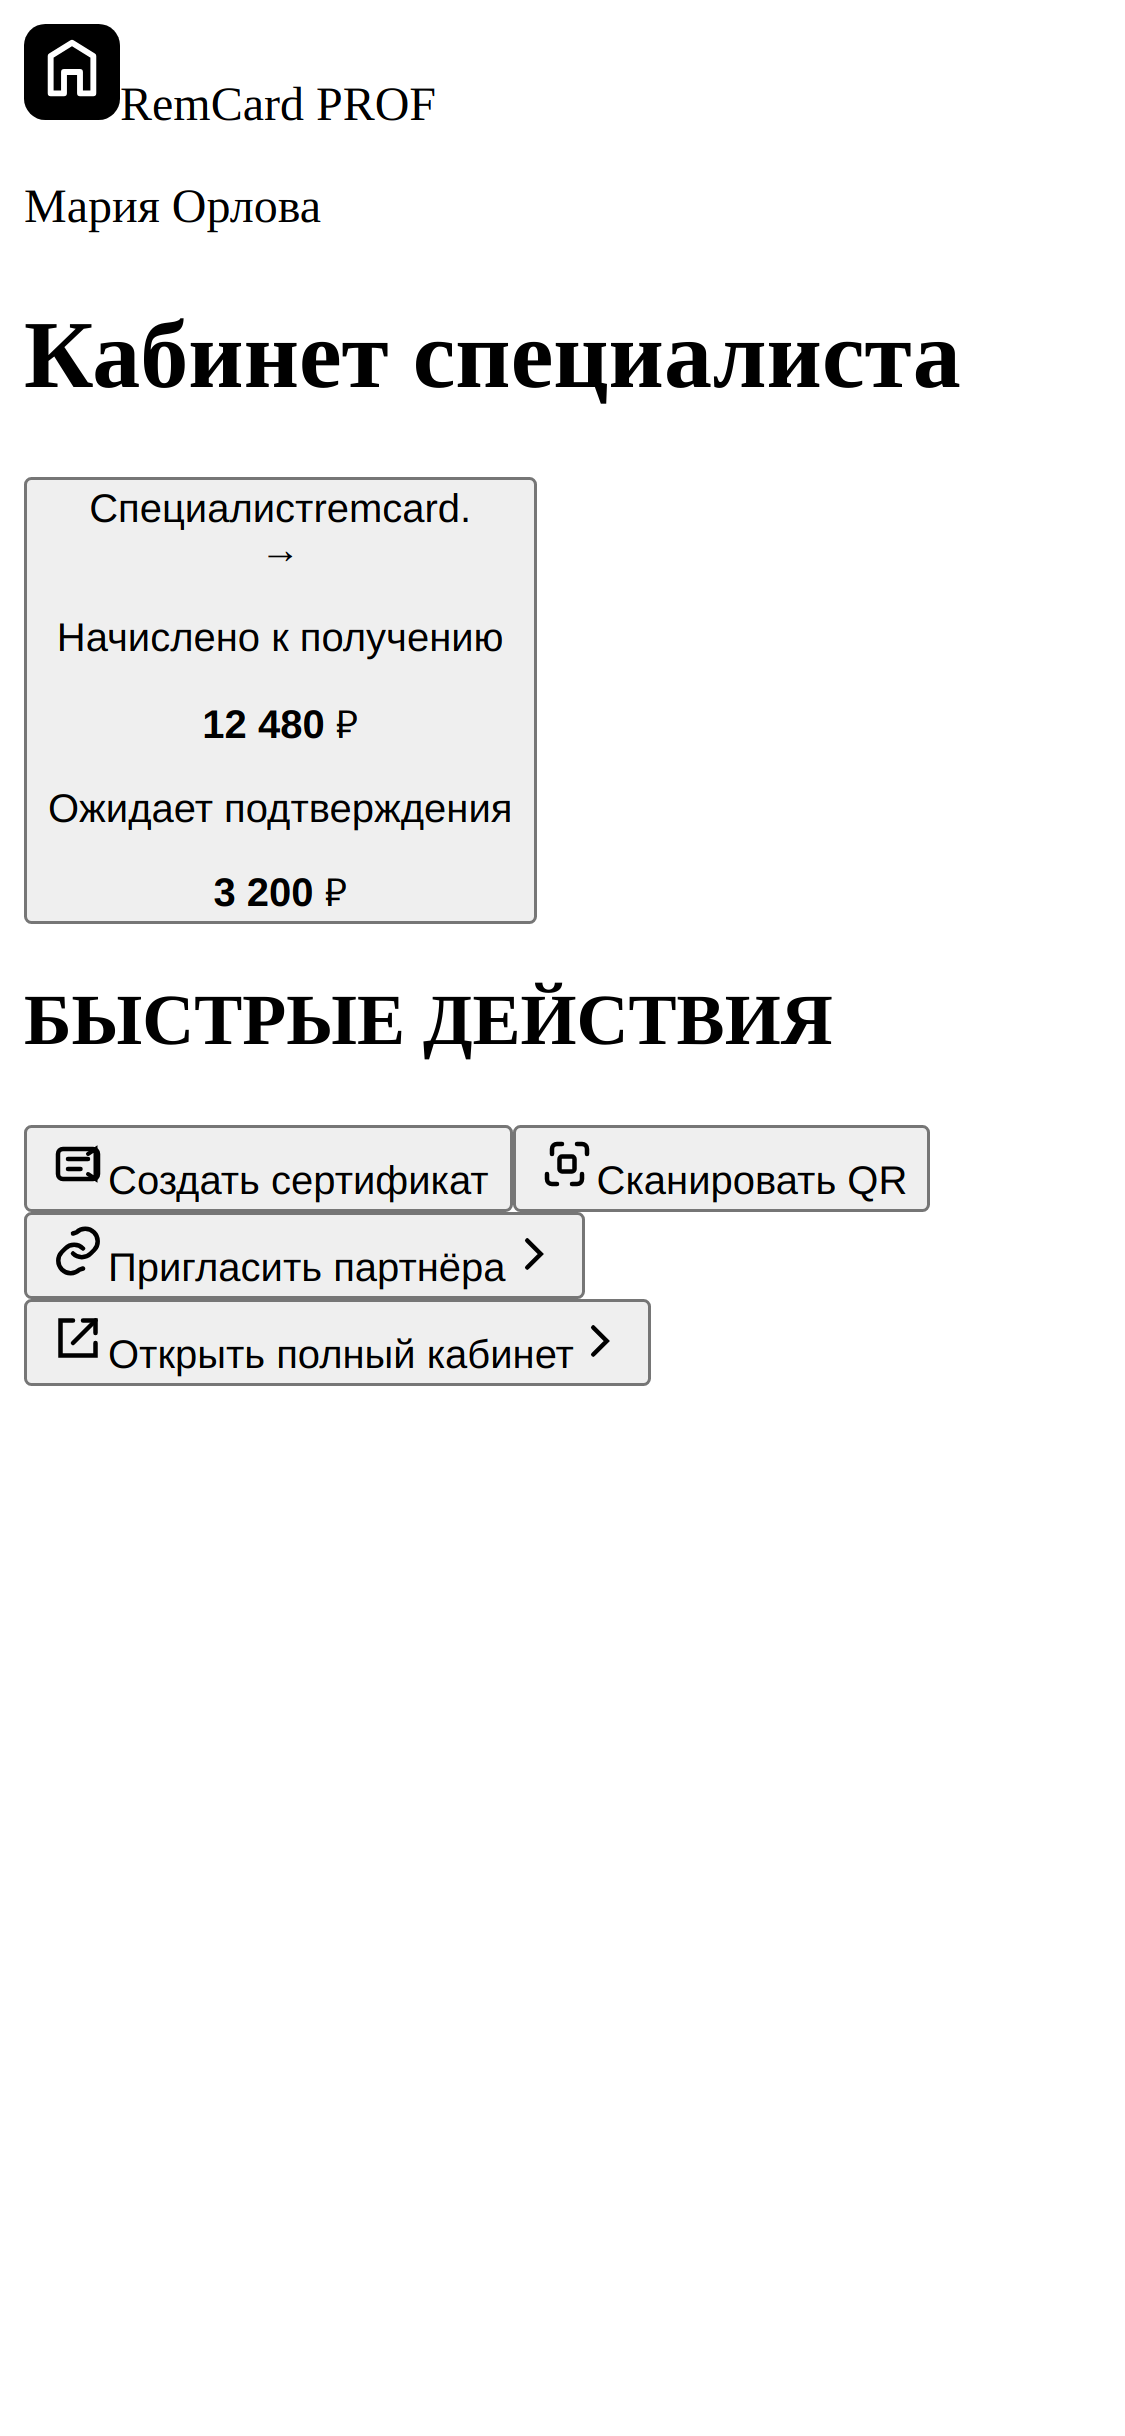 RemCard PROF
Мария Орлова
Кабинет специалиста
Специалистremcard.
→
Начислено к получению
12 480 ₽
Ожидает подтверждения
3 200 ₽
БЫСТРЫЕ ДЕЙСТВИЯ
Создать сертификат Сканировать QR
Пригласить партнёра
Открыть полный кабинет